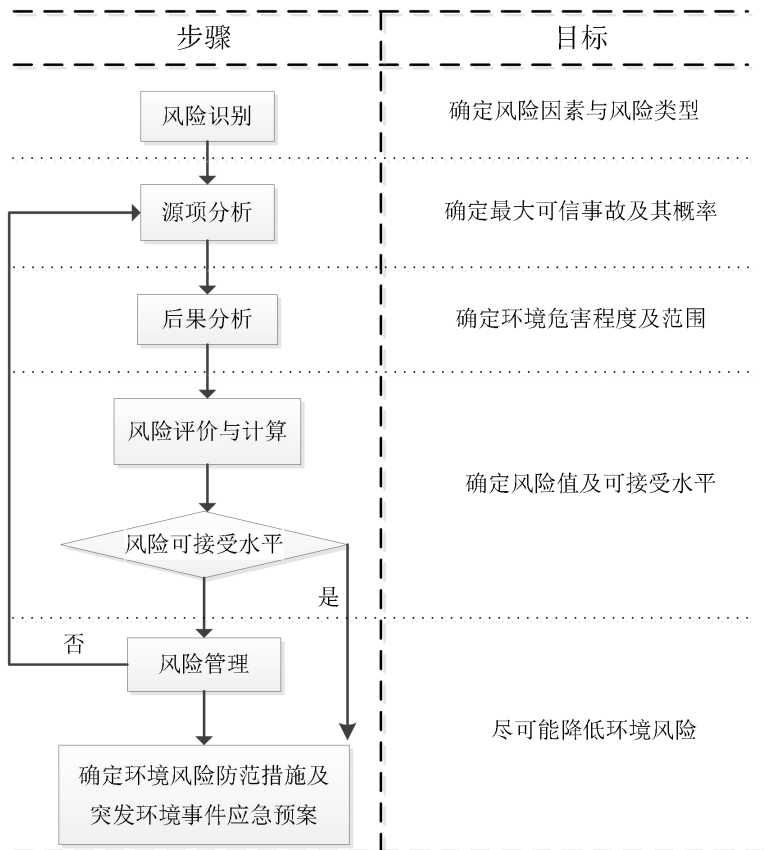 步骤
目标
风险识别
确定风险因素与风险类型
源项分析
确定最大可信事故及其概率
后果分析
确定环境危害程度及范围
风险评价与计算
确定风险值及可接受水平
风险可接受水平
是
否
风险管理
尽可能降低环境风险
确定环境风险防范措施及
突发环境事件应急预案